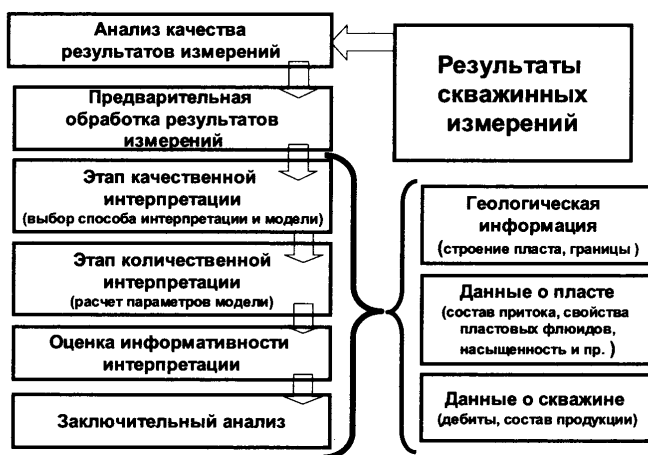 Анализ качества
результатов измерений
Результаты
скважинных
измерений
Предварительная
обработка результатов
измерений
Этап качественной
интерпретации
(выбор способа интерпретации и модели)
Этап количественной
интерпретации
(расчет параметров модели)
Оценка информативности
интерпретации
Заключительный анализ
Геологическая
информация
(строение пласта, границы )
Данные о пласте
(состав притока, свойства
пластовых флюидов,
насыщенность и пр. )
Данные о скважине
(дебиты, состав продукции)